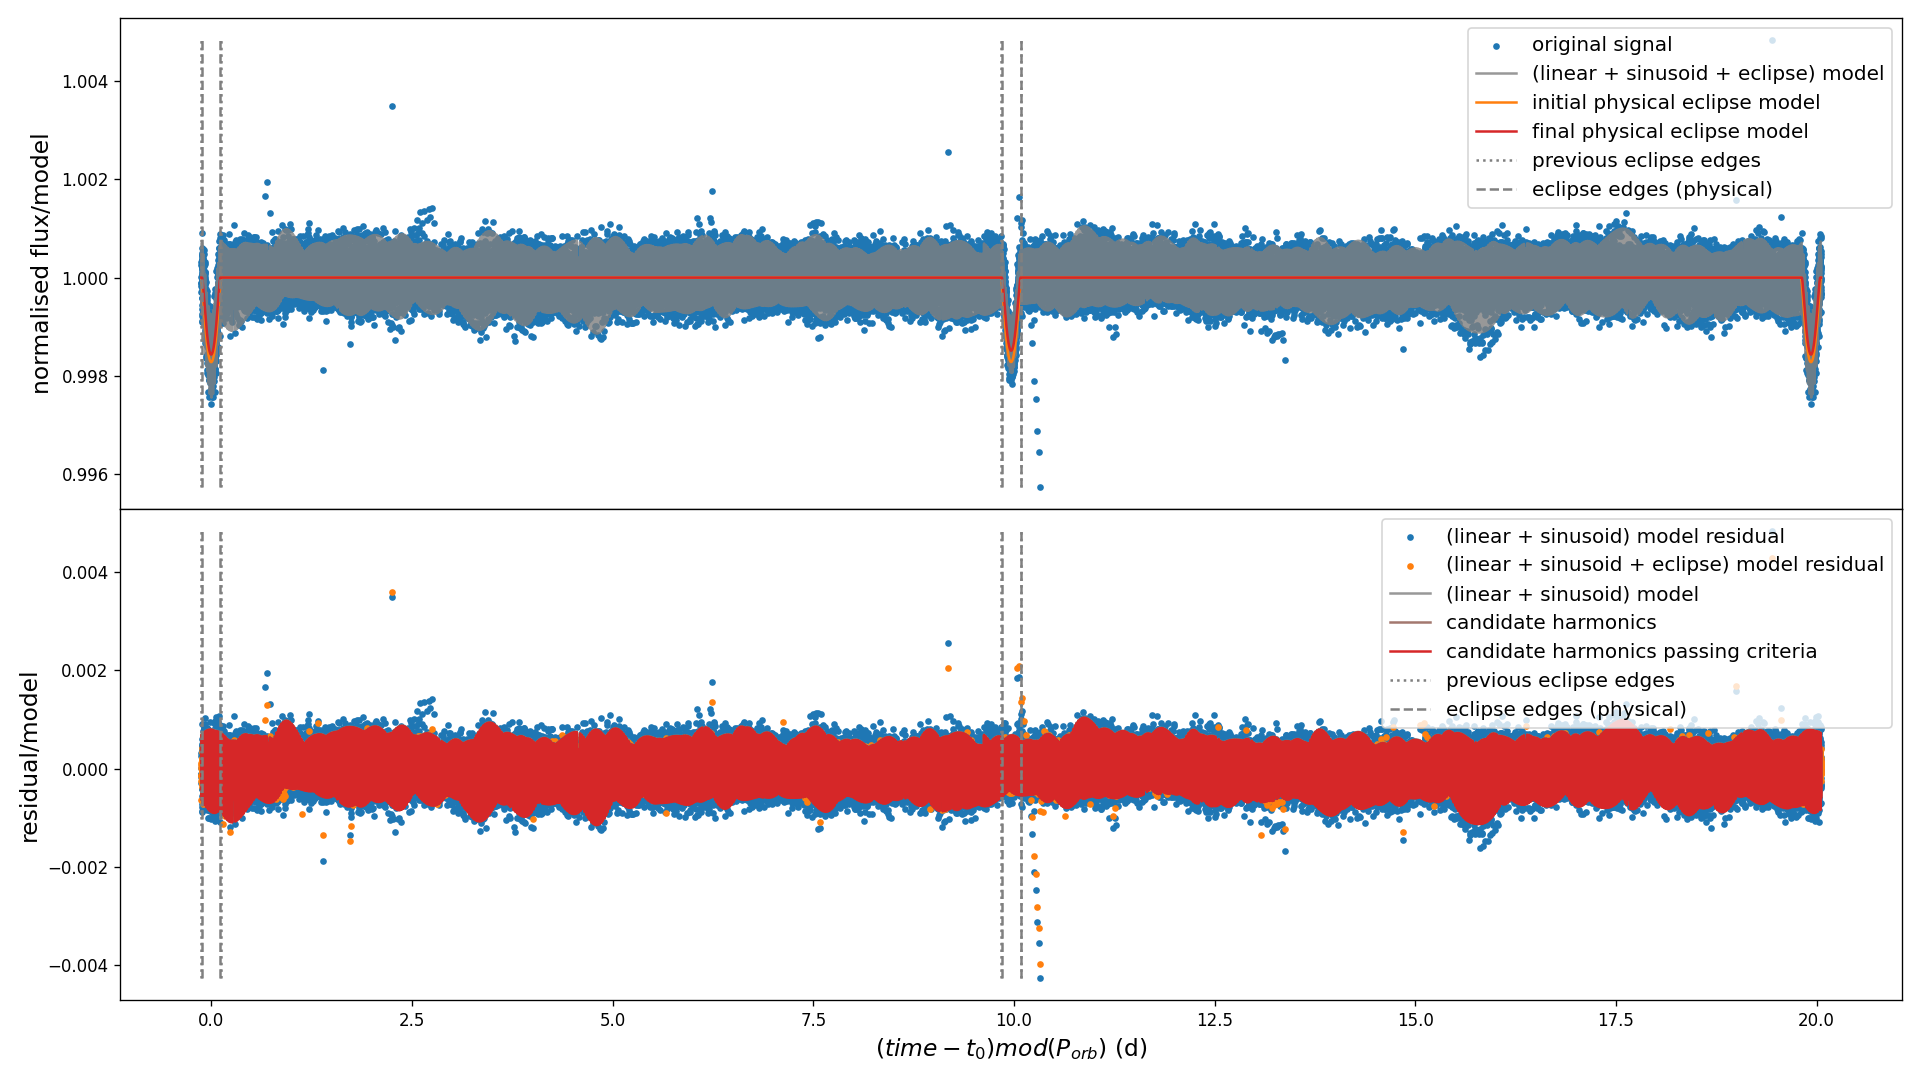 normalised flux/model
1.004
1.002
1.000
0.998
0.996
original signal
(linear + sinusoid + eclipse) model
initial physical eclipse model
final physical eclipse model
previous eclipse edges
eclipse edges (physical)
residual/model
0.004
0.002
0.000
−0.002
−0.004
(linear + sinusoid) model residual
(linear + sinusoid + eclipse) model residual
(linear + sinusoid) model
candidate harmonics
candidate harmonics passing criteria
previous eclipse edges
eclipse edges (physical)
0.0 2.5 5.0 7.5 10.0 12.5 15.0 17.5 20.0
(time − t₀)mod(P_orb) (d)